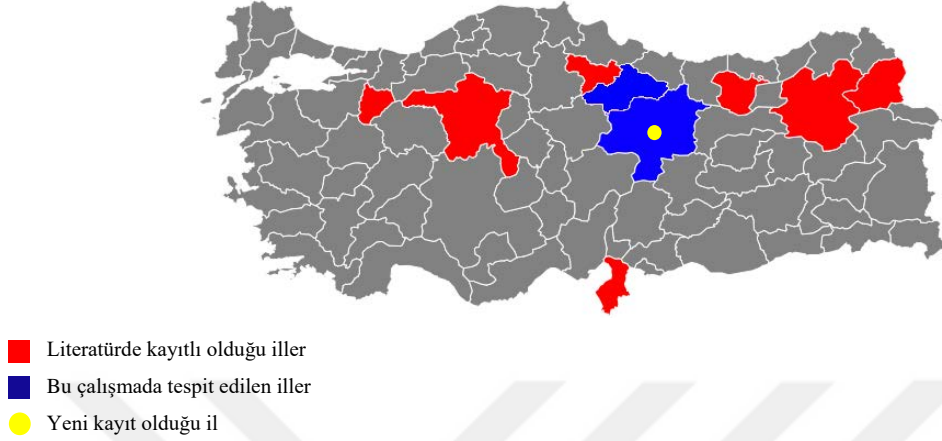 Literatürde kayıtlı olduğu iller
Bu çalışmada tespit edilen iller
Yeni kayıt olduğu il